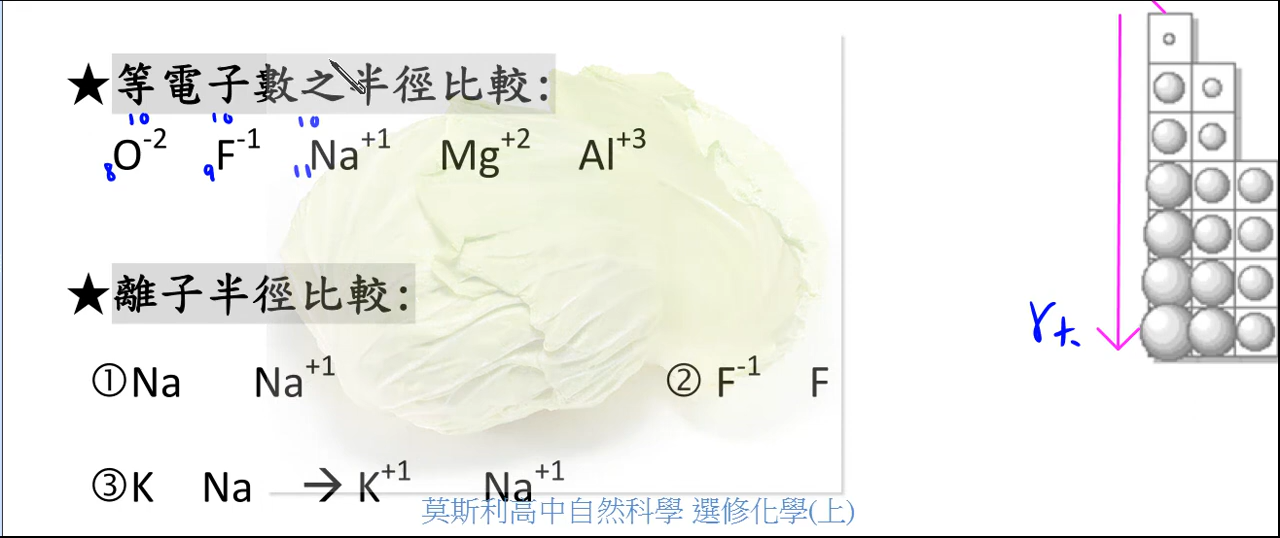 ★等電子數之半徑比較:
10 10 10
8O-2 9F-1 11Na+1 Mg+2 Al+3
★離子半徑比較:
①Na Na+1 ② F-1 F
r大
③K Na → K+1 Na+1
莫斯利高中自然科學 選修化學(上)